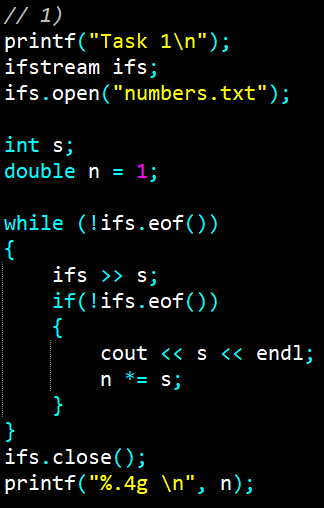 // 1)
printf("Task 1\n");
ifstream ifs;
ifs.open("numbers.txt");
int s;
double n = 1;
while (!ifs.eof())
{
ifs >> s;
if(!ifs.eof())
{
cout << s << endl;
n *= s;
}
}
ifs.close();
printf("%.4g \n", n);